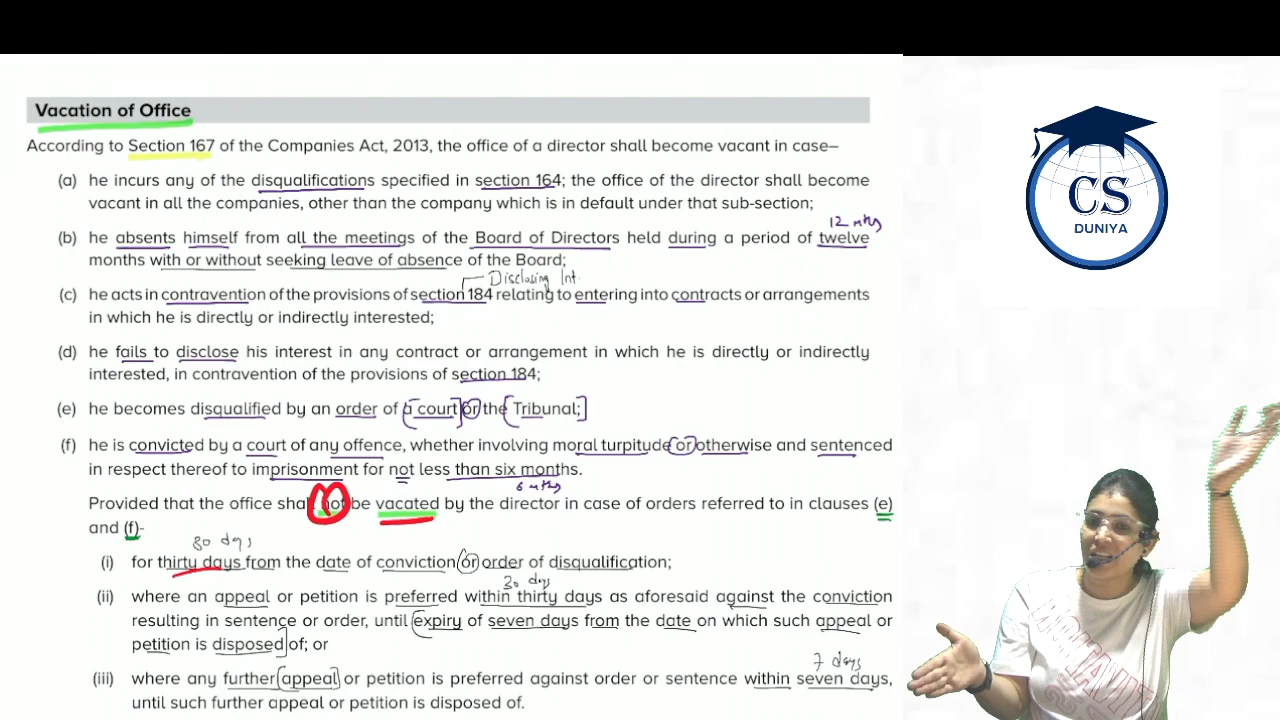 Vacation of Office
According to Section 167 of the Companies Act, 2013, the office of a director shall become vacant in case–
(a) he incurs any of the disqualifications specified in section 164; the office of the director shall become
vacant in all the companies, other than the company which is in default under that sub-section;
12 mths
(b) he absents himself from all the meetings of the Board of Directors held during a period of twelve
months with or without seeking leave of absence of the Board;
Disclosing Int.
(c) he acts in contravention of the provisions of section 184 relating to entering into contracts or arrangements
in which he is directly or indirectly interested;
(d) he fails to disclose his interest in any contract or arrangement in which he is directly or indirectly
interested, in contravention of the provisions of section 184;
(e) he becomes disqualified by an order of a court or the Tribunal;
(f) he is convicted by a court of any offence, whether involving moral turpitude or otherwise and sentenced
in respect thereof to imprisonment for not less than six months.
6 mths
Provided that the office shall not be vacated by the director in case of orders referred to in clauses (e)
and (f)-
30 days
(i) for thirty days from the date of conviction or order of disqualification;
30 days
(ii) where an appeal or petition is preferred within thirty days as aforesaid against the conviction
resulting in sentence or order, until expiry of seven days from the date on which such appeal or
petition is disposed of; or
7 days
(iii) where any further appeal or petition is preferred against order or sentence within seven days,
until such further appeal or petition is disposed of.
CS
DUNIYA